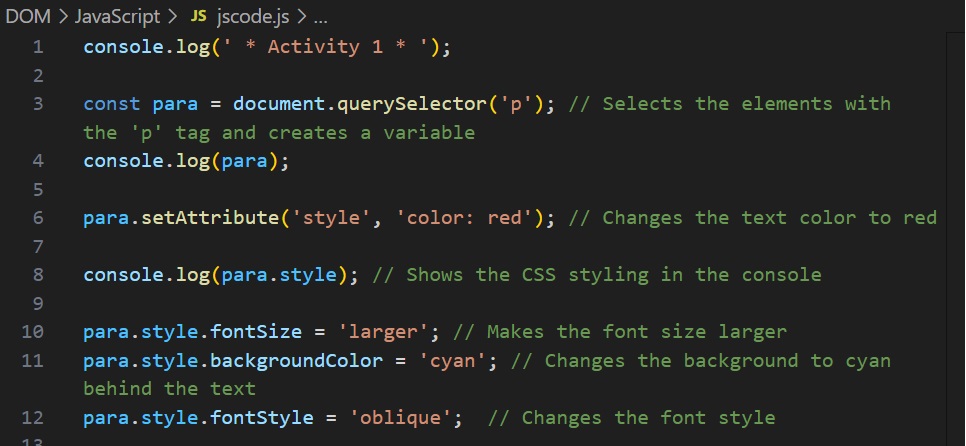 DOM > JavaScript > JS jscode.js > ...
1 console.log(' * Activity 1 * ');
2
3 const para = document.querySelector('p'); // Selects the elements with
the 'p' tag and creates a variable
4 console.log(para);
5
6 para.setAttribute('style', 'color: red'); // Changes the text color to red
7
8 console.log(para.style); // Shows the CSS styling in the console
9
10 para.style.fontSize = 'larger'; // Makes the font size larger
11 para.style.backgroundColor = 'cyan'; // Changes the background to cyan
behind the text
12 para.style.fontStyle = 'oblique';  // Changes the font style
13